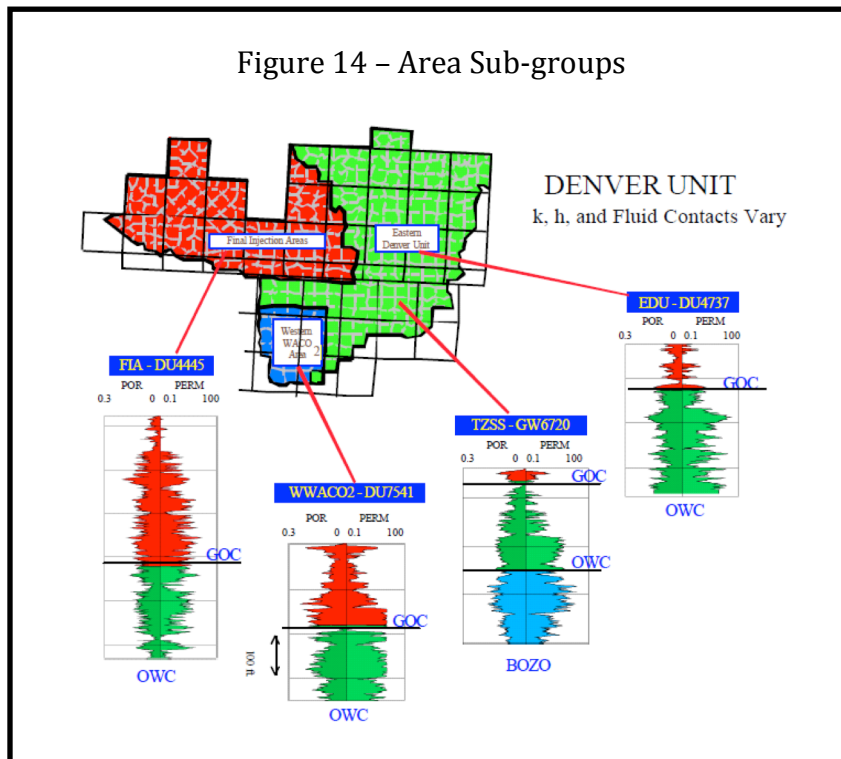 Figure 14 – Area Sub-groups
DENVER UNIT
k, h, and Fluid Contacts Vary
Final Injection Areas
Eastern
Denver Unit
Western
WACO
Area 2
EDU - DU4737
POR PERM
0.3 0 0.1 100
GOC
OWC
FIA - DU4445
POR PERM
0.3 0 0.1 100
GOC
OWC
TZSS - GW6720
POR PERM
0.3 0 0.1 100
GOC
OWC
BOZO
WWACO2 - DU7541
POR PERM
0.3 0 0.1 100
GOC
100 ft.
OWC